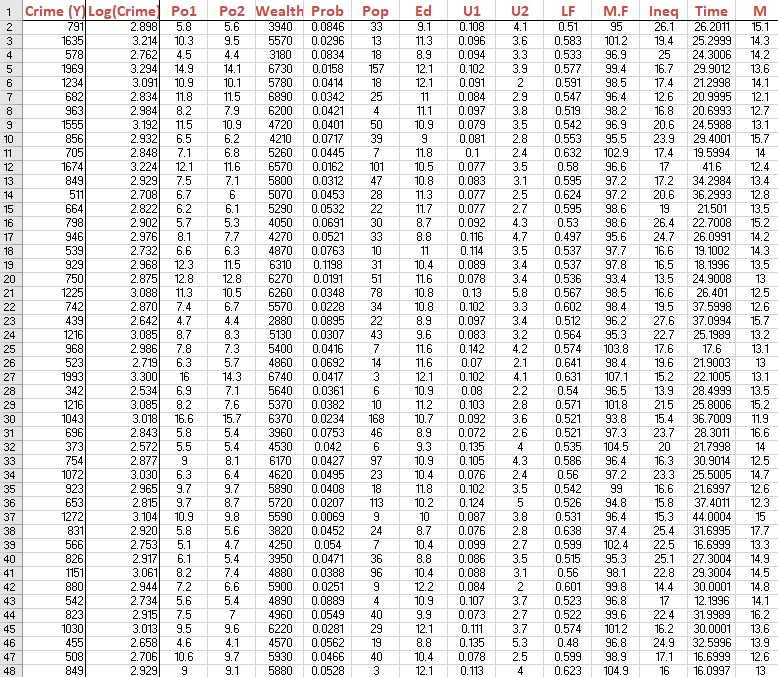 1 Crime (Y) Log(Crime) Po1 Po2 Wealth Prob Pop Ed U1 U2 LF M.F Ineq Time M
2 791 2.898 5.8 5.6 3940 0.0846 33 9.1 0.108 4.1 0.51 95 26.1 26.2011 15.1
3 1635 3.214 10.3 9.5 5570 0.0296 13 11.3 0.096 3.6 0.583 101.2 19.4 25.2999 14.3
4 578 2.762 4.5 4.4 3180 0.0834 18 8.9 0.094 3.3 0.533 96.9 25 24.3006 14.2
5 1969 3.294 14.9 14.1 6730 0.0158 157 12.1 0.102 3.9 0.577 99.4 16.7 29.9012 13.6
6 1234 3.091 10.9 10.1 5780 0.0414 18 12.1 0.091 2 0.591 98.5 17.4 21.2998 14.1
7 682 2.834 11.8 11.5 6890 0.0342 25 11 0.084 2.9 0.547 96.4 12.6 20.9995 12.1
8 963 2.984 8.2 7.9 6200 0.0421 4 11.1 0.097 3.8 0.519 98.2 16.8 20.6993 12.7
9 1555 3.192 11.5 10.9 4720 0.0401 50 10.9 0.079 3.5 0.542 96.9 20.6 24.5988 13.1
10 856 2.932 6.5 6.2 4210 0.0717 39 9 0.081 2.8 0.553 95.5 23.9 29.4001 15.7
11 705 2.848 7.1 6.8 5260 0.0445 7 11.8 0.1 2.4 0.632 102.9 17.4 19.5994 14
12 1674 3.224 12.1 11.6 6570 0.0162 101 10.5 0.077 3.5 0.58 96.6 17 41.6 12.4
13 849 2.929 7.5 7.1 5800 0.0312 47 10.8 0.083 3.1 0.595 97.2 17.2 34.2984 13.4
14 511 2.708 6.7 6 5070 0.0453 28 11.3 0.077 2.5 0.624 97.2 20.6 36.2993 12.8
15 664 2.822 6.2 6.1 5290 0.0532 22 11.7 0.077 2.7 0.595 98.6 19 21.501 13.5
16 798 2.902 5.7 5.3 4050 0.0691 30 8.7 0.092 4.3 0.53 98.6 26.4 22.7008 15.2
17 946 2.976 8.1 7.7 4270 0.0521 33 8.8 0.116 4.7 0.497 95.6 24.7 26.0991 14.2
18 539 2.732 6.6 6.3 4870 0.0763 10 11 0.114 3.5 0.537 97.7 16.6 19.1002 14.3
19 929 2.968 12.3 11.5 6310 0.1198 31 10.4 0.089 3.4 0.537 97.8 16.5 18.1996 13.5
20 750 2.875 12.8 12.8 6270 0.0191 51 11.6 0.078 3.4 0.536 93.4 13.5 24.9008 13
21 1225 3.088 11.3 10.5 6260 0.0348 78 10.8 0.13 5.8 0.567 98.5 16.6 26.401 12.5
22 742 2.870 7.4 6.7 5570 0.0228 34 10.8 0.102 3.3 0.602 98.4 19.5 37.5998 12.6
23 439 2.642 4.7 4.4 2880 0.0895 22 8.9 0.097 3.4 0.512 96.2 27.6 37.0994 15.7
24 1216 3.085 8.7 8.3 5130 0.0307 43 9.6 0.083 3.2 0.564 95.3 22.7 25.1989 13.2
25 968 2.986 7.8 7.3 5400 0.0416 7 11.6 0.142 4.2 0.574 103.8 17.6 17.6 13.1
26 523 2.719 6.3 5.7 4860 0.0692 14 11.6 0.07 2.1 0.641 98.4 19.6 21.9003 13
27 1993 3.300 16 14.3 6740 0.0417 3 12.1 0.102 4.1 0.631 107.1 15.2 22.1005 13.1
28 342 2.534 6.9 7.1 5640 0.0361 6 10.9 0.08 2.2 0.54 96.5 13.9 28.4999 13.5
29 1216 3.085 8.2 7.6 5370 0.0382 10 11.2 0.103 2.8 0.571 101.8 21.5 25.8006 15.2
30 1043 3.018 16.6 15.7 6370 0.0234 168 10.7 0.092 3.6 0.521 93.8 15.4 36.7009 11.9
31 696 2.843 5.8 5.4 3960 0.0753 46 8.9 0.072 2.6 0.521 97.3 23.7 28.3011 16.6
32 373 2.572 5.5 5.4 4530 0.042 6 9.3 0.135 4 0.535 104.5 20 21.7998 14
33 754 2.877 9 8.1 6170 0.0427 97 10.9 0.105 4.3 0.586 96.4 16.3 30.9014 12.5
34 1072 3.030 6.3 6.4 4620 0.0495 23 10.4 0.076 2.4 0.56 97.2 23.3 25.5005 14.7
35 923 2.965 9.7 9.7 5890 0.0408 18 11.8 0.102 3.5 0.542 99 16.6 21.6997 12.6
36 653 2.815 9.7 8.7 5720 0.0207 113 10.2 0.124 5 0.526 94.8 15.8 37.4011 12.3
37 1272 3.104 10.9 9.8 5590 0.0069 9 10 0.087 3.8 0.531 96.4 15.3 44.0004 15
38 831 2.920 5.8 5.6 3820 0.0452 24 8.7 0.076 2.8 0.638 97.4 25.4 31.6995 17.7
39 566 2.753 5.1 4.7 4250 0.054 7 10.4 0.099 2.7 0.599 102.4 22.5 16.6999 13.3
40 826 2.917 6.1 5.4 3950 0.0471 36 8.8 0.086 3.5 0.515 95.3 25.1 27.3004 14.9
41 1151 3.061 8.2 7.4 4880 0.0388 96 10.4 0.088 3.1 0.56 98.1 22.8 29.3004 14.5
42 880 2.944 7.2 6.6 5900 0.0251 9 12.2 0.084 2 0.601 99.8 14.4 30.0001 14.8
43 542 2.734 5.6 5.4 4890 0.0889 4 10.9 0.107 3.7 0.523 96.8 17 12.1996 14.1
44 823 2.915 7.5 7 4960 0.0549 40 9.9 0.073 2.7 0.522 99.6 22.4 31.9989 16.2
45 1030 3.013 9.5 9.6 6220 0.0281 29 12.1 0.111 3.7 0.574 101.2 16.2 30.0001 13.6
46 455 2.658 4.6 4.1 4570 0.0562 19 8.8 0.135 5.3 0.48 96.8 24.9 32.5996 13.9
47 508 2.706 10.6 9.7 5930 0.0466 40 10.4 0.078 2.5 0.599 98.9 17.1 16.6999 12.6
48 849 2.929 9 9.1 5880 0.0528 3 12.1 0.113 4 0.623 104.9 16 16.0997 13